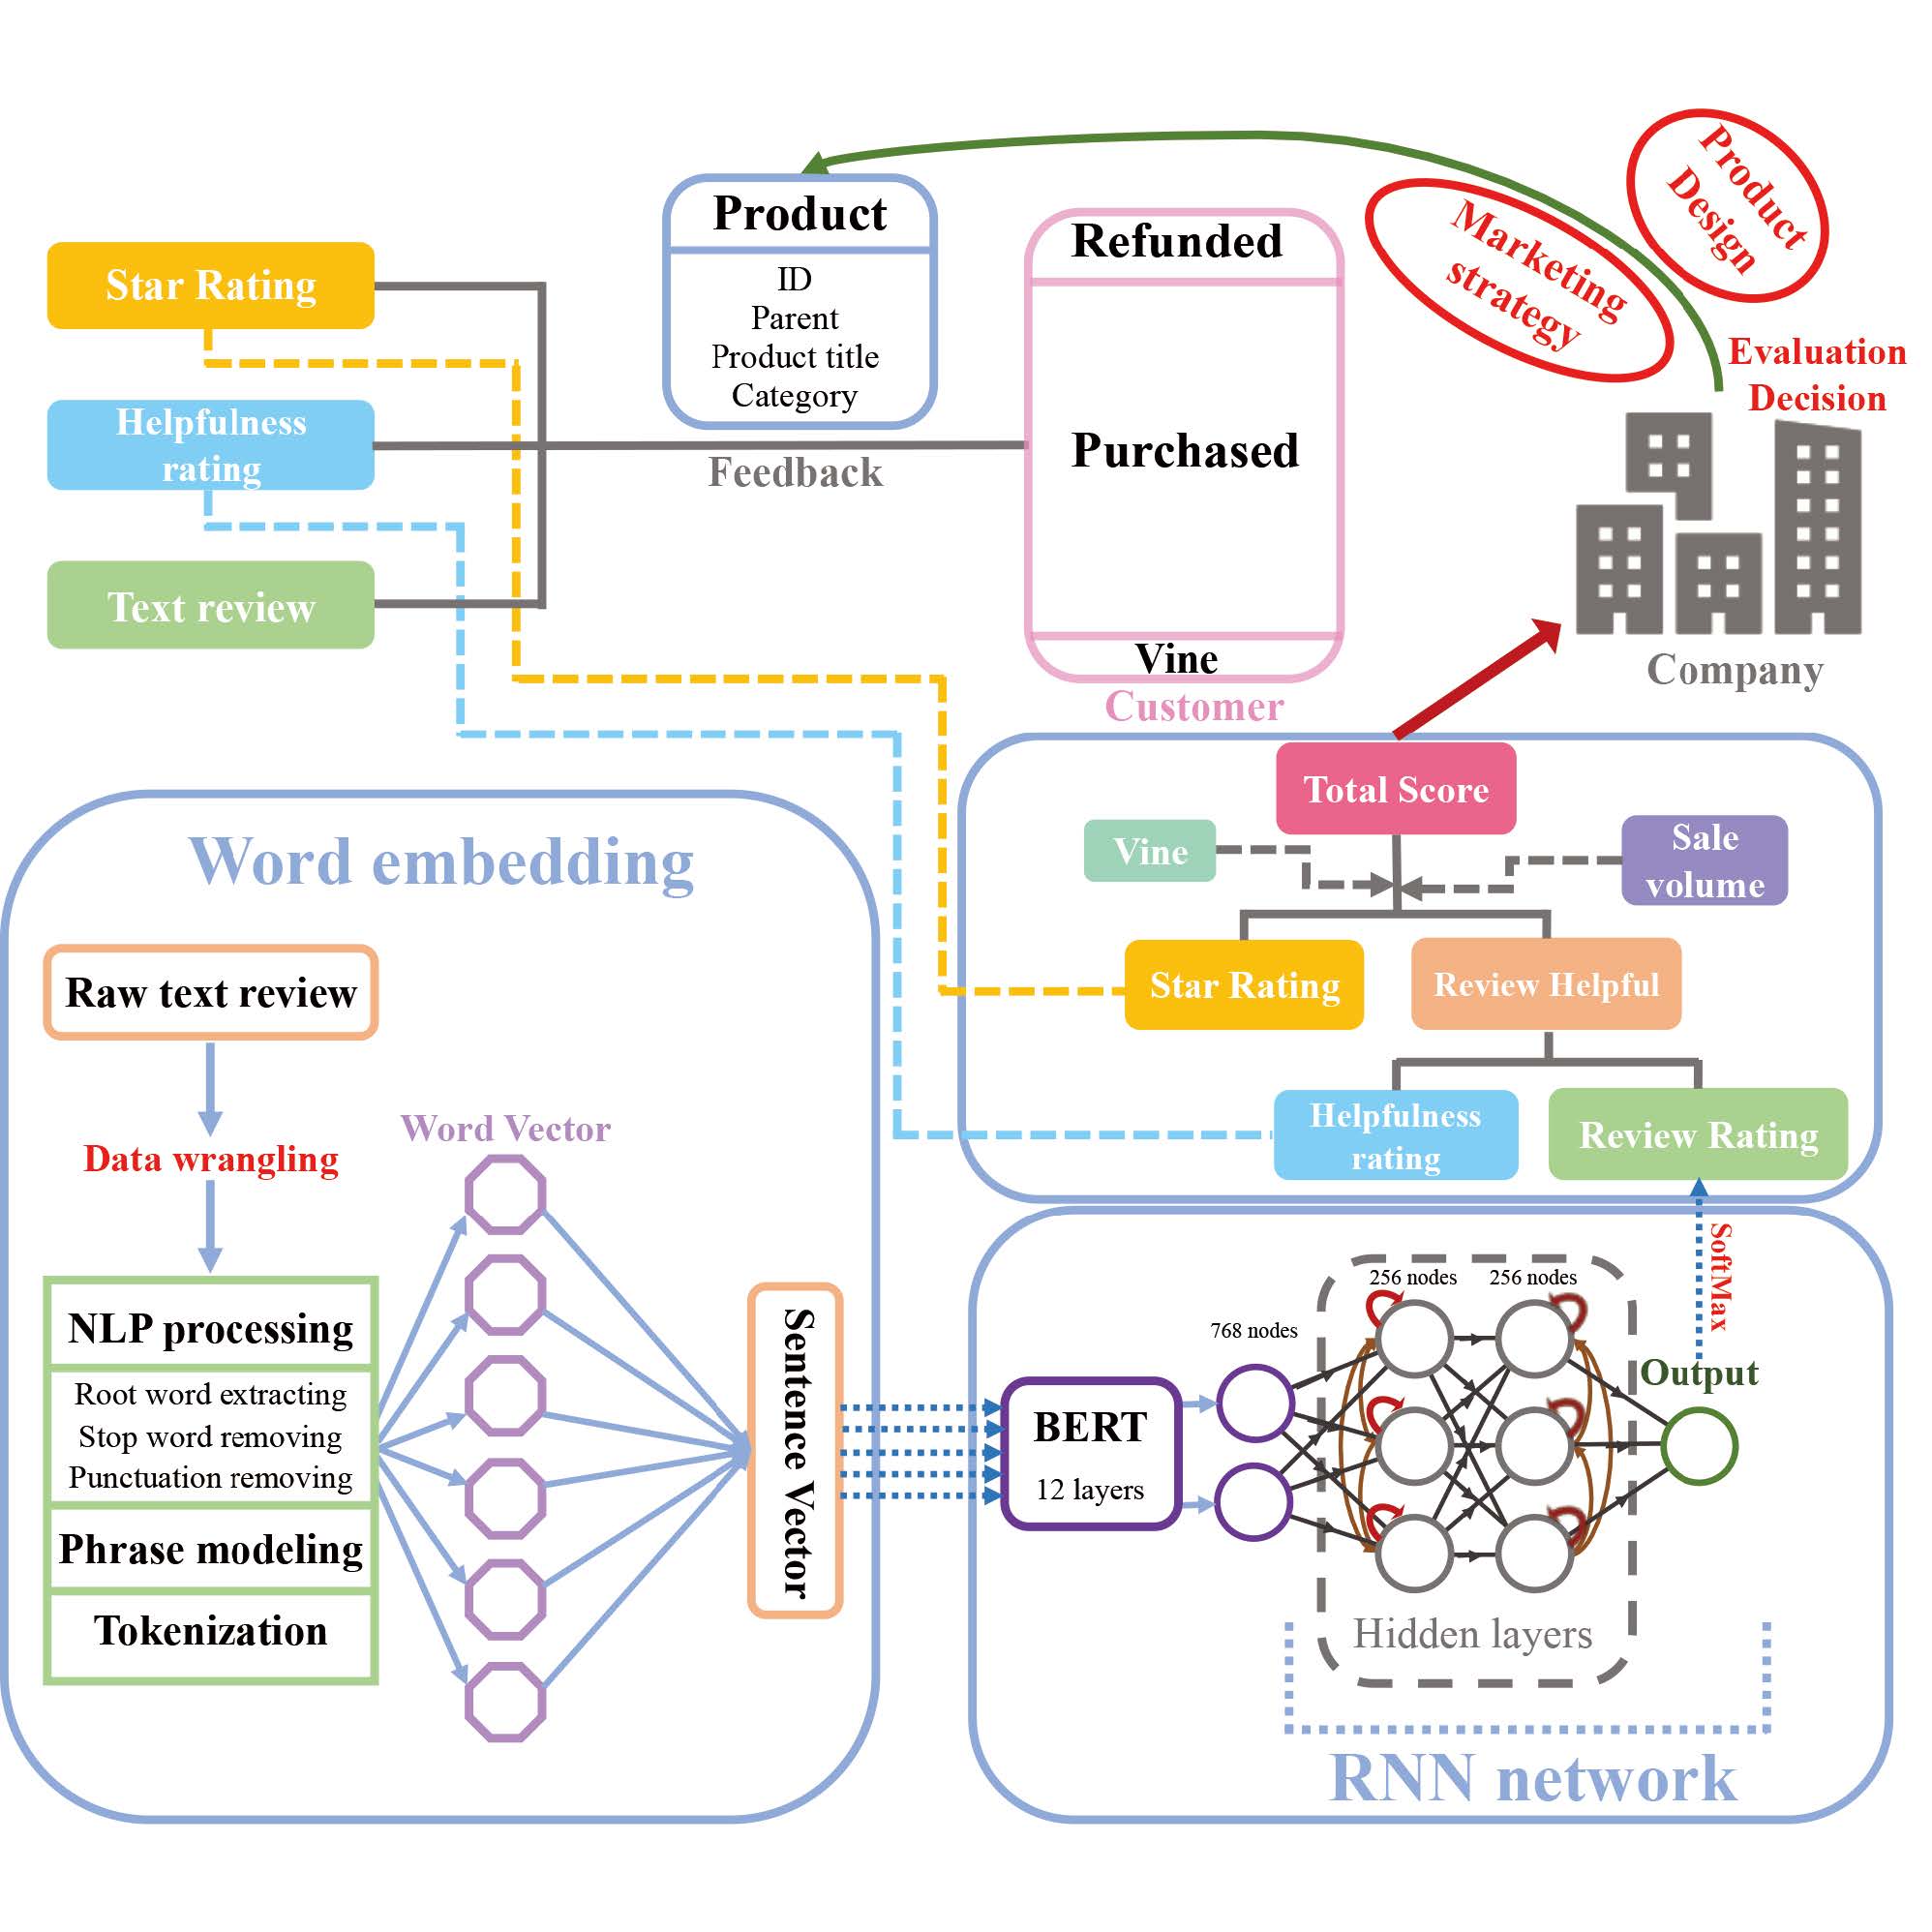 Product
Design
Marketing
strategy
Product
ID
Parent
Product title
Category
Refunded
Purchased
Vine
Customer
Star Rating
Helpfulness
rating
Text review
Feedback
Evaluation
Decision
Company
Total Score
Vine
Sale
volume
Star Rating
Review Helpful
Helpfulness
rating
Review Rating
Word embedding
Raw text review
Data wrangling
NLP processing
Root word extracting
Stop word removing
Punctuation removing
Phrase modeling
Tokenization
Word Vector
Sentence Vector
BERT
12 layers
768 nodes
256 nodes
256 nodes
Hidden layers
SoftMax
Output
RNN network